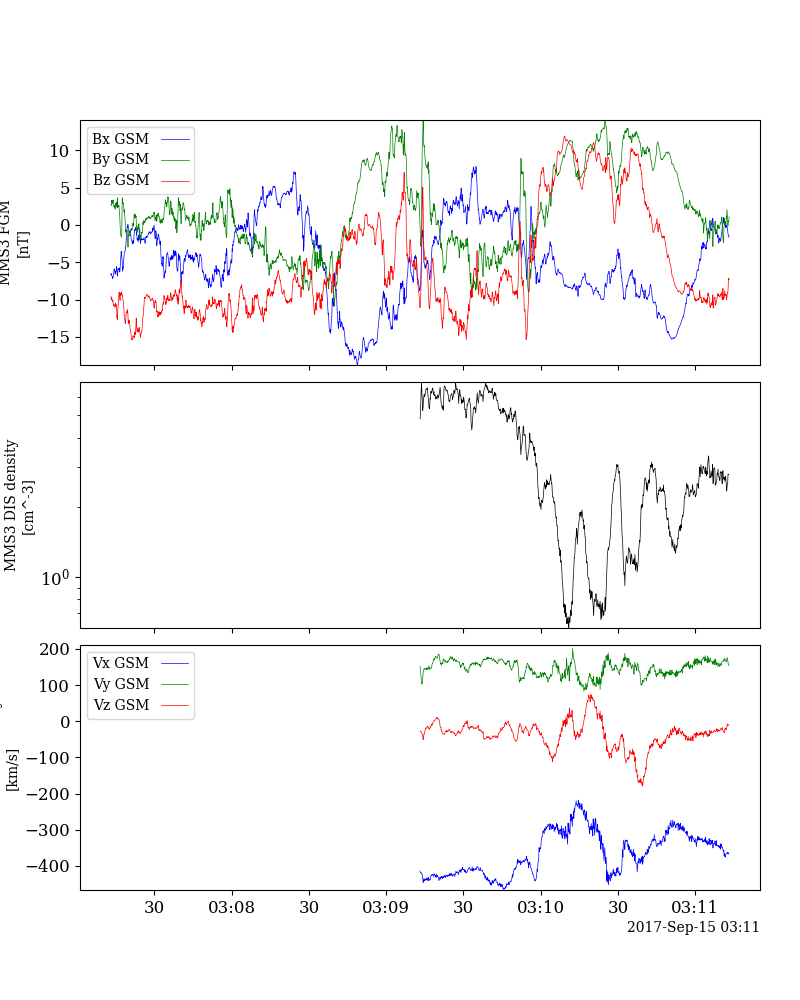 Bx GSM
By GSM
Bz GSM
10
5
0
−5
−10
−15
MMS3 FGM
[nT]
MMS3 DIS density
[cm^-3]
10^0
Vx GSM
Vy GSM
Vz GSM
200
100
0
−100
−200
−300
−400
[km/s]
30 03:08 30 03:09 30 03:10 30 03:11
2017-Sep-15 03:11